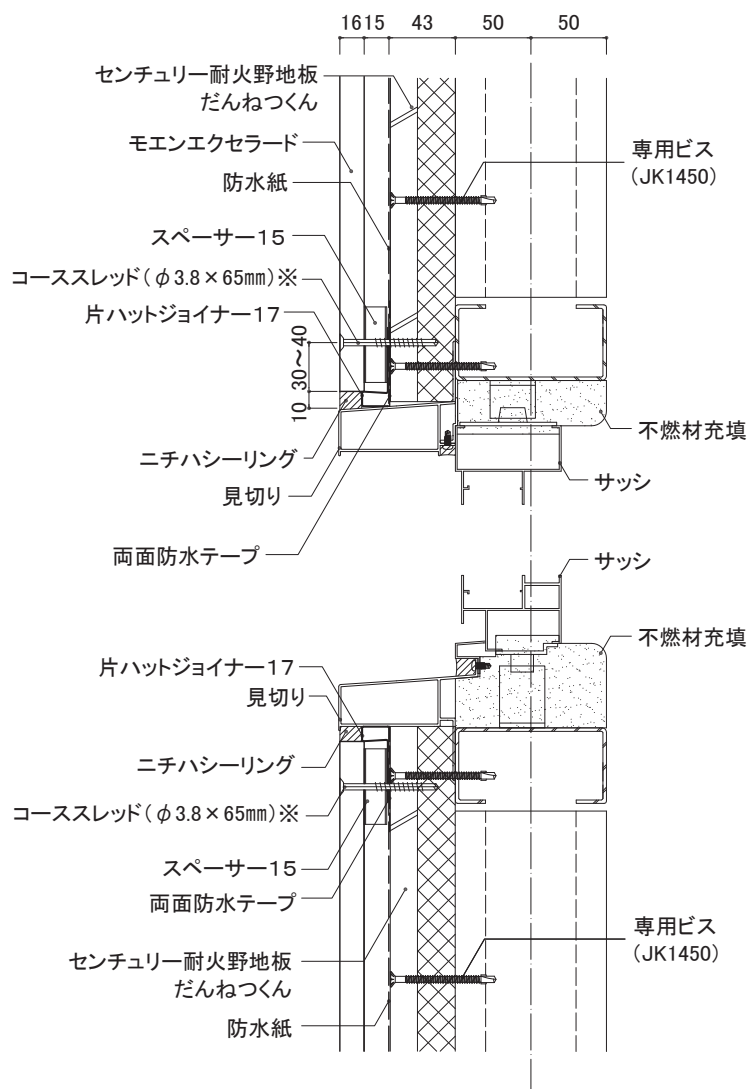 16 15 43 50 50
センチュリー耐火野地板
だんねつくん
モエンエクセラード
防水紙
専用ビス
(JK1450)
スペーサー15
コーススレッド(φ3.8×65㎜)※
片ハットジョイナー17
30～40
10
ニチハシーリング
見切り
両面防水テープ
不燃材充填
サッシ
サッシ
不燃材充填
片ハットジョイナー17
見切り
ニチハシーリング
コーススレッド(φ3.8×65㎜)※
スペーサー15
両面防水テープ
センチュリー耐火野地板
だんねつくん
防水紙
専用ビス
(JK1450)